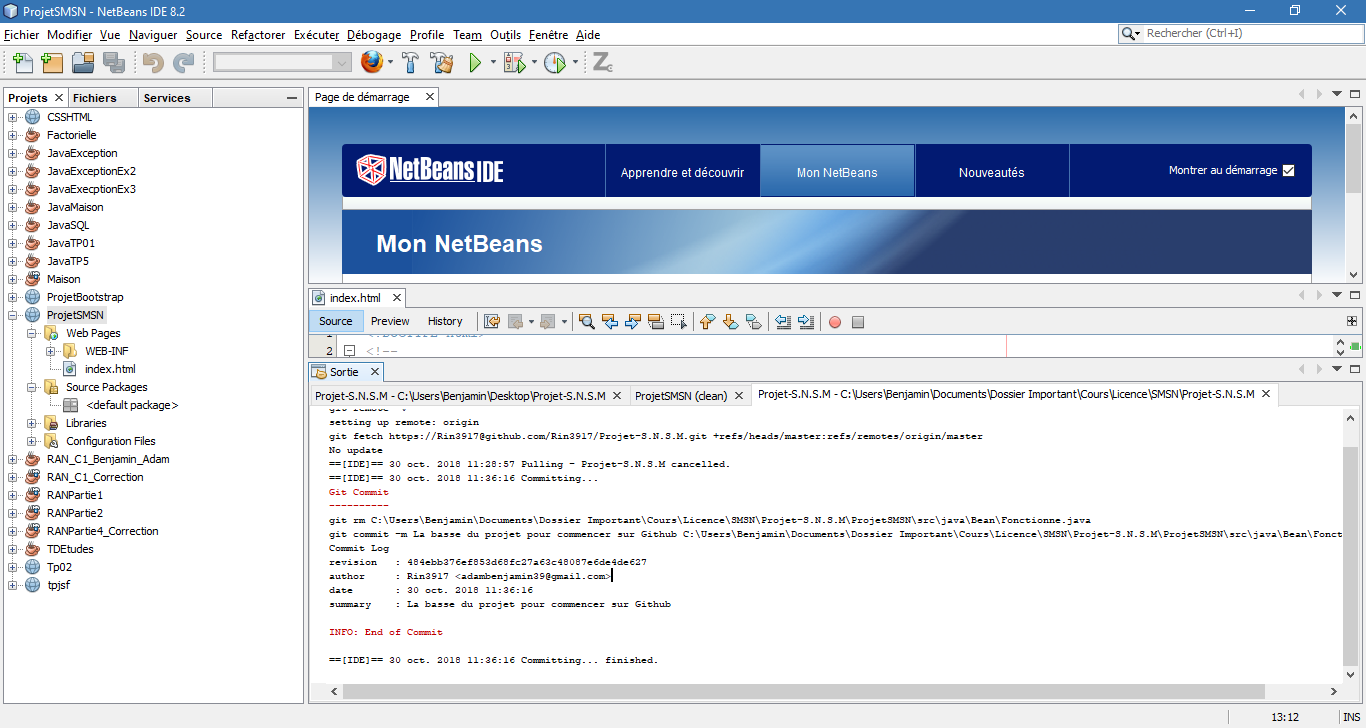 ProjetSMSN - NetBeans IDE 8.2
Fichier Modifier Vue Naviguer Source Refactorer Exécuter Débogage Profile Team Outils Fenêtre Aide
Rechercher (Ctrl+I)
Projets Fichiers Services
CSSHTML
Factorielle
JavaException
JavaExceptionEx2
JavaExecptionEx3
JavaMaison
JavaSQL
JavaTP01
JavaTP5
Maison
ProjetBootstrap
ProjetSMSN
Web Pages
WEB-INF
index.html
Source Packages
<default package>
Libraries
Configuration Files
RAN_C1_Benjamin_Adam
RAN_C1_Correction
RANPartie1
RANPartie2
RANPartie4_Correction
TDEtudes
Tp02
tpjsf
Page de démarrage
NetBeans IDE
Apprendre et découvrir
Mon NetBeans
Nouveautés
Montrer au démarrage
Mon NetBeans
index.html
Source Preview History
1 <!DOCTYPE html>
2 <!--
Sortie
Projet-S.N.S.M - C:\Users\Benjamin\Desktop\Projet-S.N.S.M
ProjetSMSN (clean)
Projet-S.N.S.M - C:\Users\Benjamin\Documents\Dossier Important\Cours\Licence\SMSN\Projet-S.N.S.M
git remote -v
setting up remote: origin
git fetch https://Rin3917@github.com/Rin3917/Projet-S.N.S.M.git +refs/heads/master:refs/remotes/origin/master
No update
==[IDE]== 30 oct. 2018 11:28:57 Pulling - Projet-S.N.S.M cancelled.
==[IDE]== 30 oct. 2018 11:36:16 Committing...
Git Commit
----------
git rm C:\Users\Benjamin\Documents\Dossier Important\Cours\Licence\SMSN\Projet-S.N.S.M\ProjetSMSN\src\java\Bean\Fonctionne.java
git commit -m La basse du projet pour commencer sur Github C:\Users\Benjamin\Documents\Dossier Important\Cours\Licence\SMSN\Projet-S.N.S.M\ProjetSMSN\src\java\Bean\Fonct
Commit Log
revision : 484ebb376ef853d68fc27a63c48087e6de4de627
author : Rin3917 <adambenjamin39@gmail.com>
date : 30 oct. 2018 11:36:16
summary : La basse du projet pour commencer sur Github
INFO: End of Commit
==[IDE]== 30 oct. 2018 11:36:16 Committing... finished.
13:12
INS